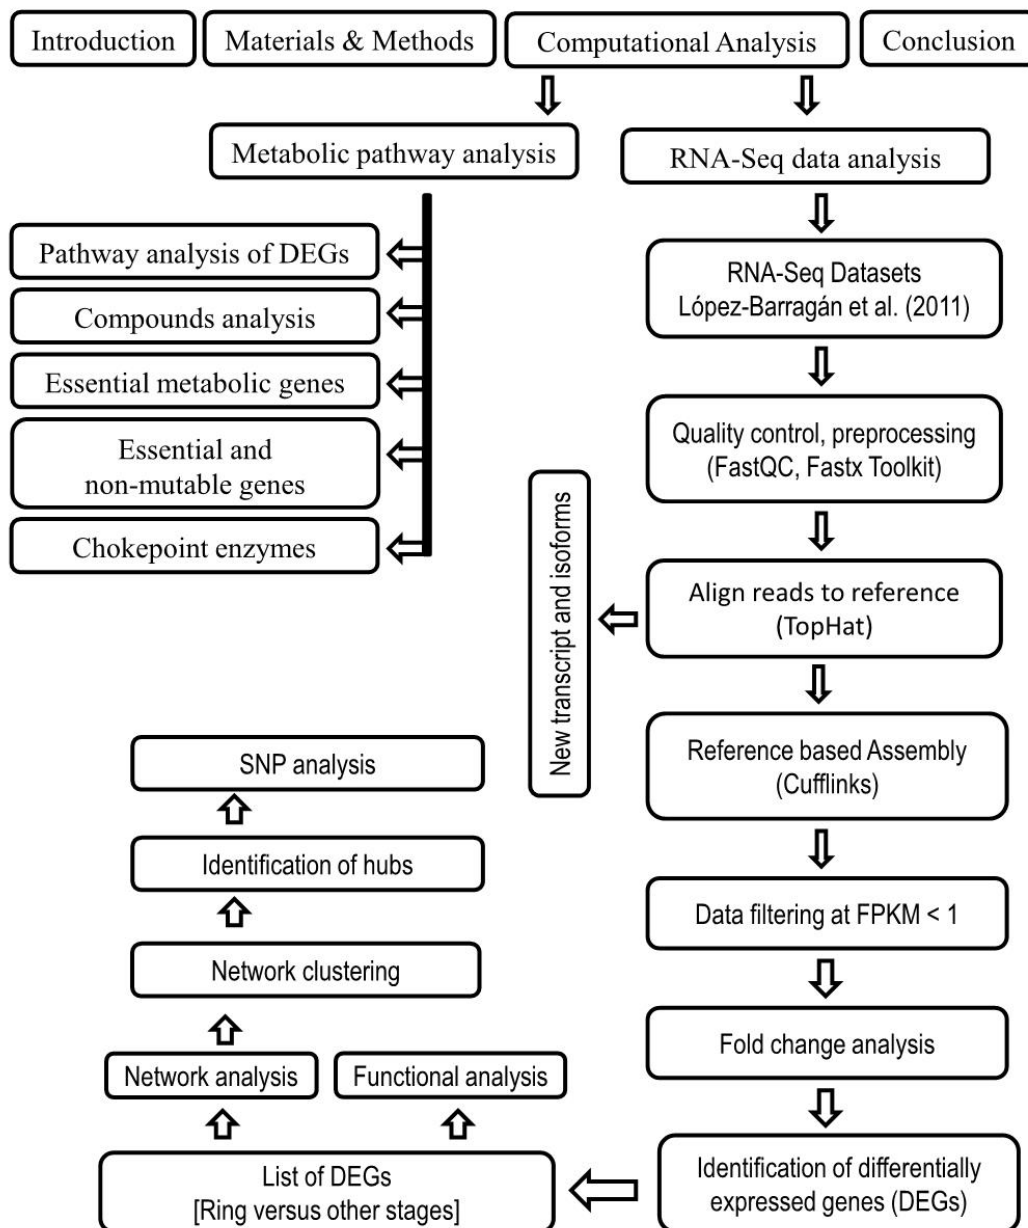 Introduction
Materials & Methods
Computational Analysis
Conclusion
Metabolic pathway analysis
RNA-Seq data analysis
Pathway analysis of DEGs
Compounds analysis
Essential metabolic genes
Essential and
non-mutable genes
Chokepoint enzymes
RNA-Seq Datasets
López-Barragán et al. (2011)
Quality control, preprocessing
(FastQC, Fastx Toolkit)
Align reads to reference
(TopHat)
New transcript and isoforms
Reference based Assembly
(Cufflinks)
Data filtering at FPKM < 1
Fold change analysis
Identification of differentially
expressed genes (DEGs)
List of DEGs
[Ring versus other stages]
Network analysis
Functional analysis
Network clustering
Identification of hubs
SNP analysis